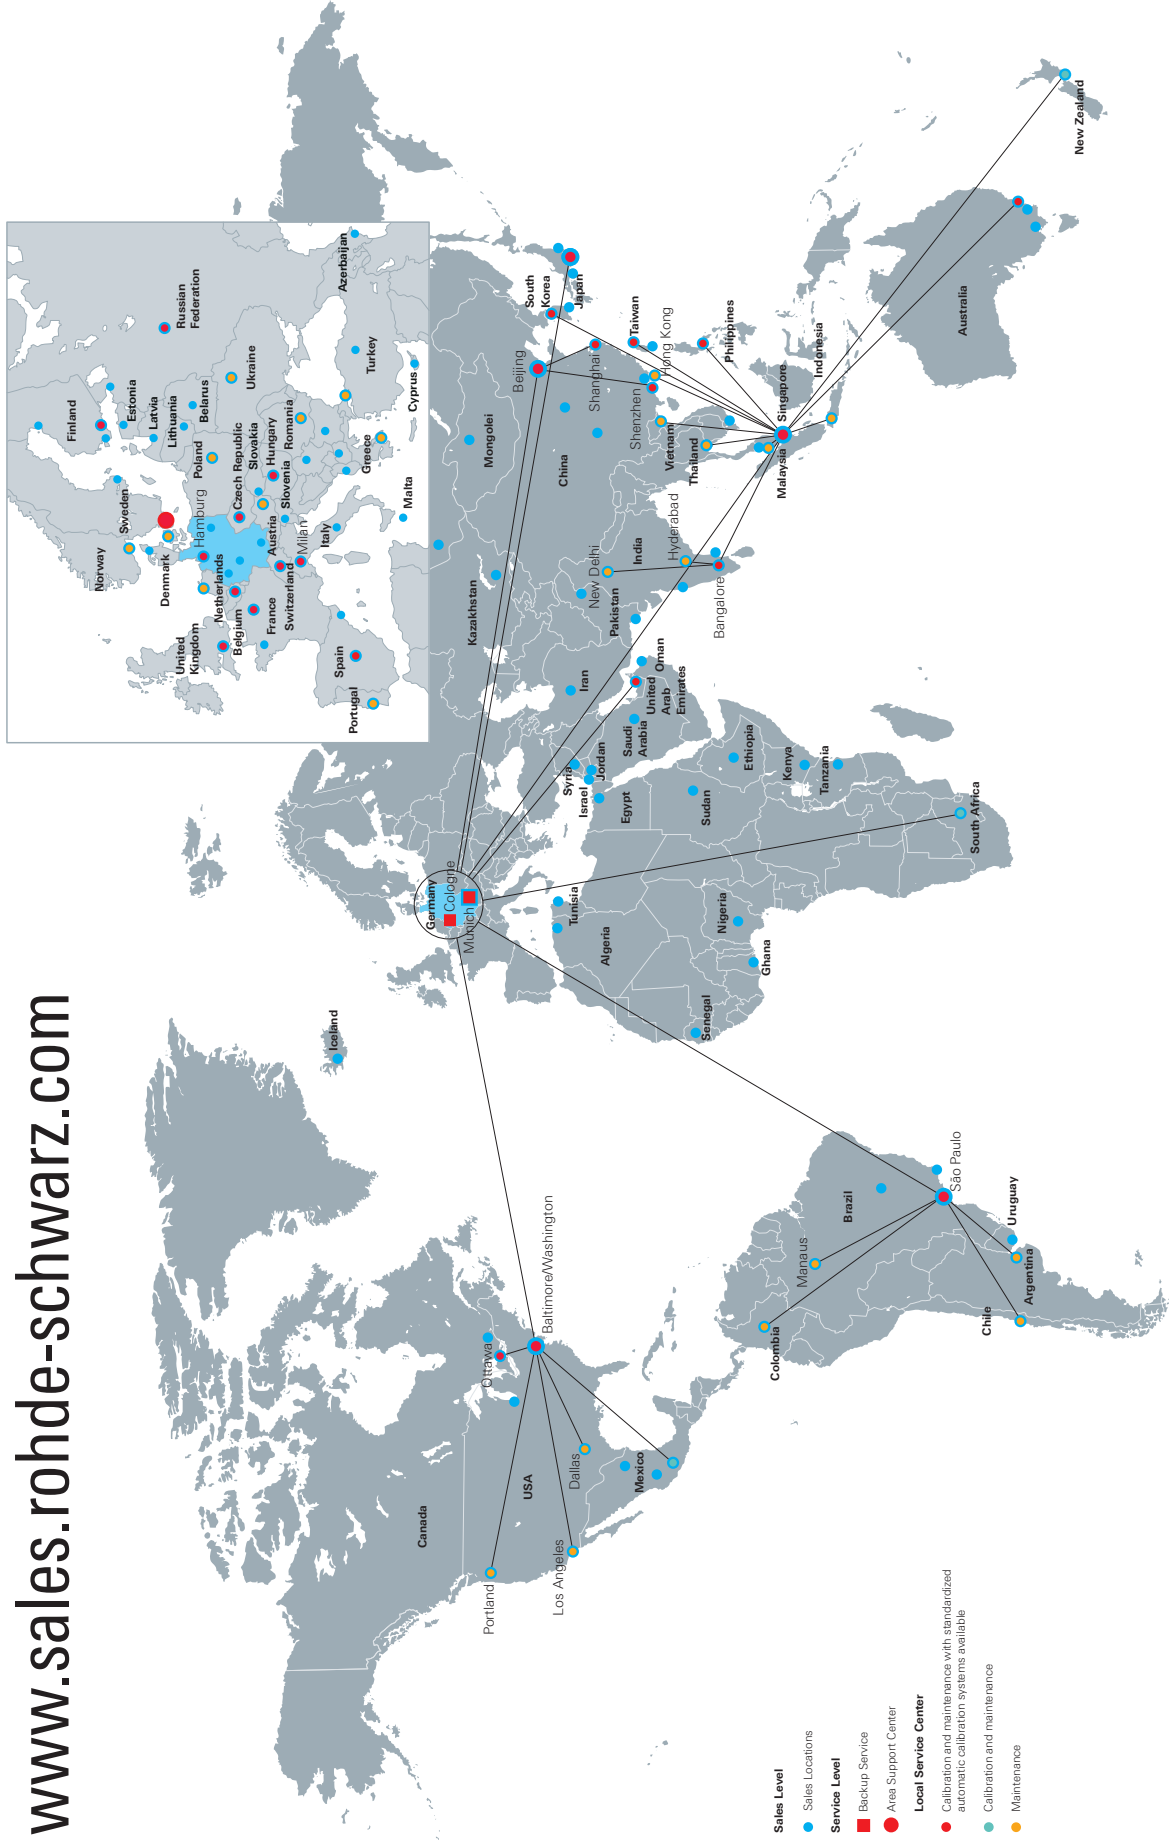 www.sales.rohde-schwarz.com
Norway
Sweden
Finland
Denmark
Hamburg
Estonia
Latvia
Lithuania
Belarus
Russian
Federation
United
Kingdom
Netherlands
Belgium
Poland
Ukraine
Czech Republic
Slovakia
Hungary
Romania
France
Switzerland
Austria
Slovenia
Milan
Italy
Spain
Portugal
Greece
Turkey
Azerbaijan
Malta
Cyprus
Iceland
Germany
Cologne
Munich
Canada
Ottawa
Portland
USA
Baltimore/Washington
Los Angeles
Dallas
Mexico
Colombia
Manaus
Brazil
São Paulo
Chile
Argentina
Uruguay
Tunisia
Algeria
Senegal
Ghana
Nigeria
Egypt
Sudan
Ethiopia
Kenya
Tanzania
South Africa
Syria
Israel
Jordan
Saudi
Arabia
United
Arab
Emirates
Oman
Iran
Kazakhstan
Pakistan
New Delhi
India
Hyderabad
Bangalore
Mongolei
China
Beijing
Shanghai
Shenzhen
Hong Kong
South
Korea
Japan
Taiwan
Vietnam
Thailand
Philippines
Malaysia
Singapore
Indonesia
Australia
New Zealand
Sales Level
Sales Locations
Service Level
Backup Service
Area Support Center
Local Service Center
Calibration and maintenance with standardized
automatic calibration systems available
Calibration and maintenance
Maintenance